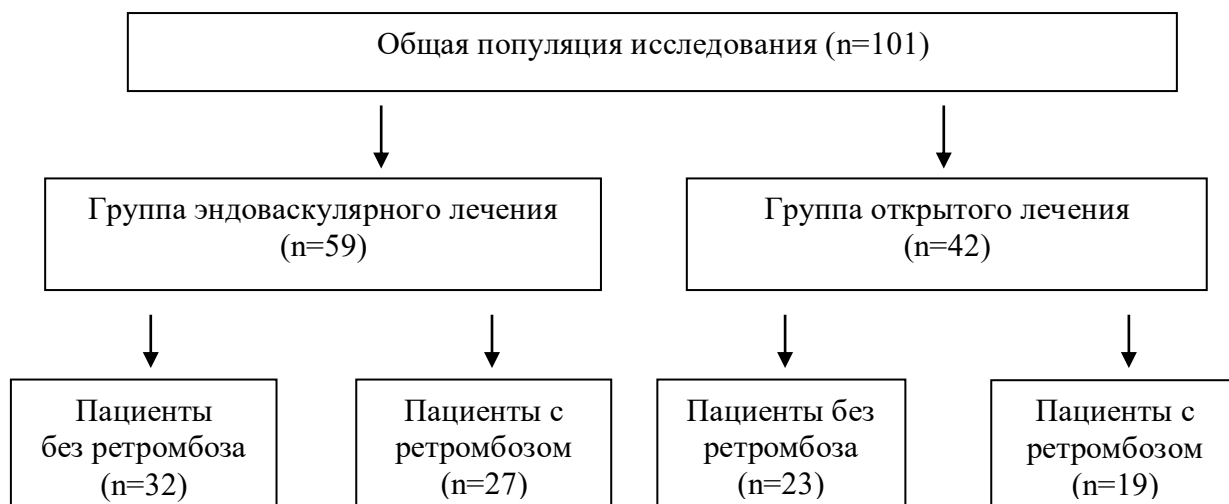 Общая популяция исследования (n=101)
Группа эндоваскулярного лечения
(n=59)
Группа открытого лечения
(n=42)
Пациенты
без ретромбоза
(n=32)
Пациенты с
ретромбозом
(n=27)
Пациенты без
ретромбоза
(n=23)
Пациенты с
ретромбозом
(n=19)